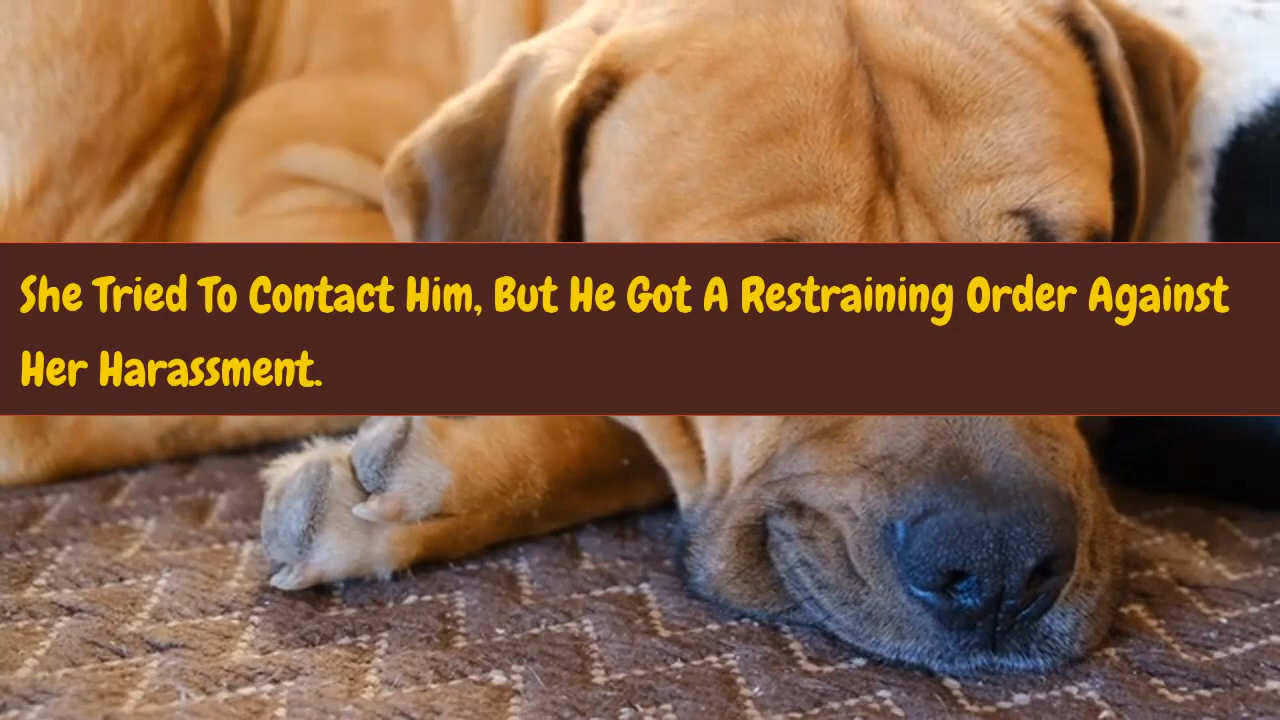 She Tried To Contact Him, But He Got A Restraining Order Against
Her Harassment.